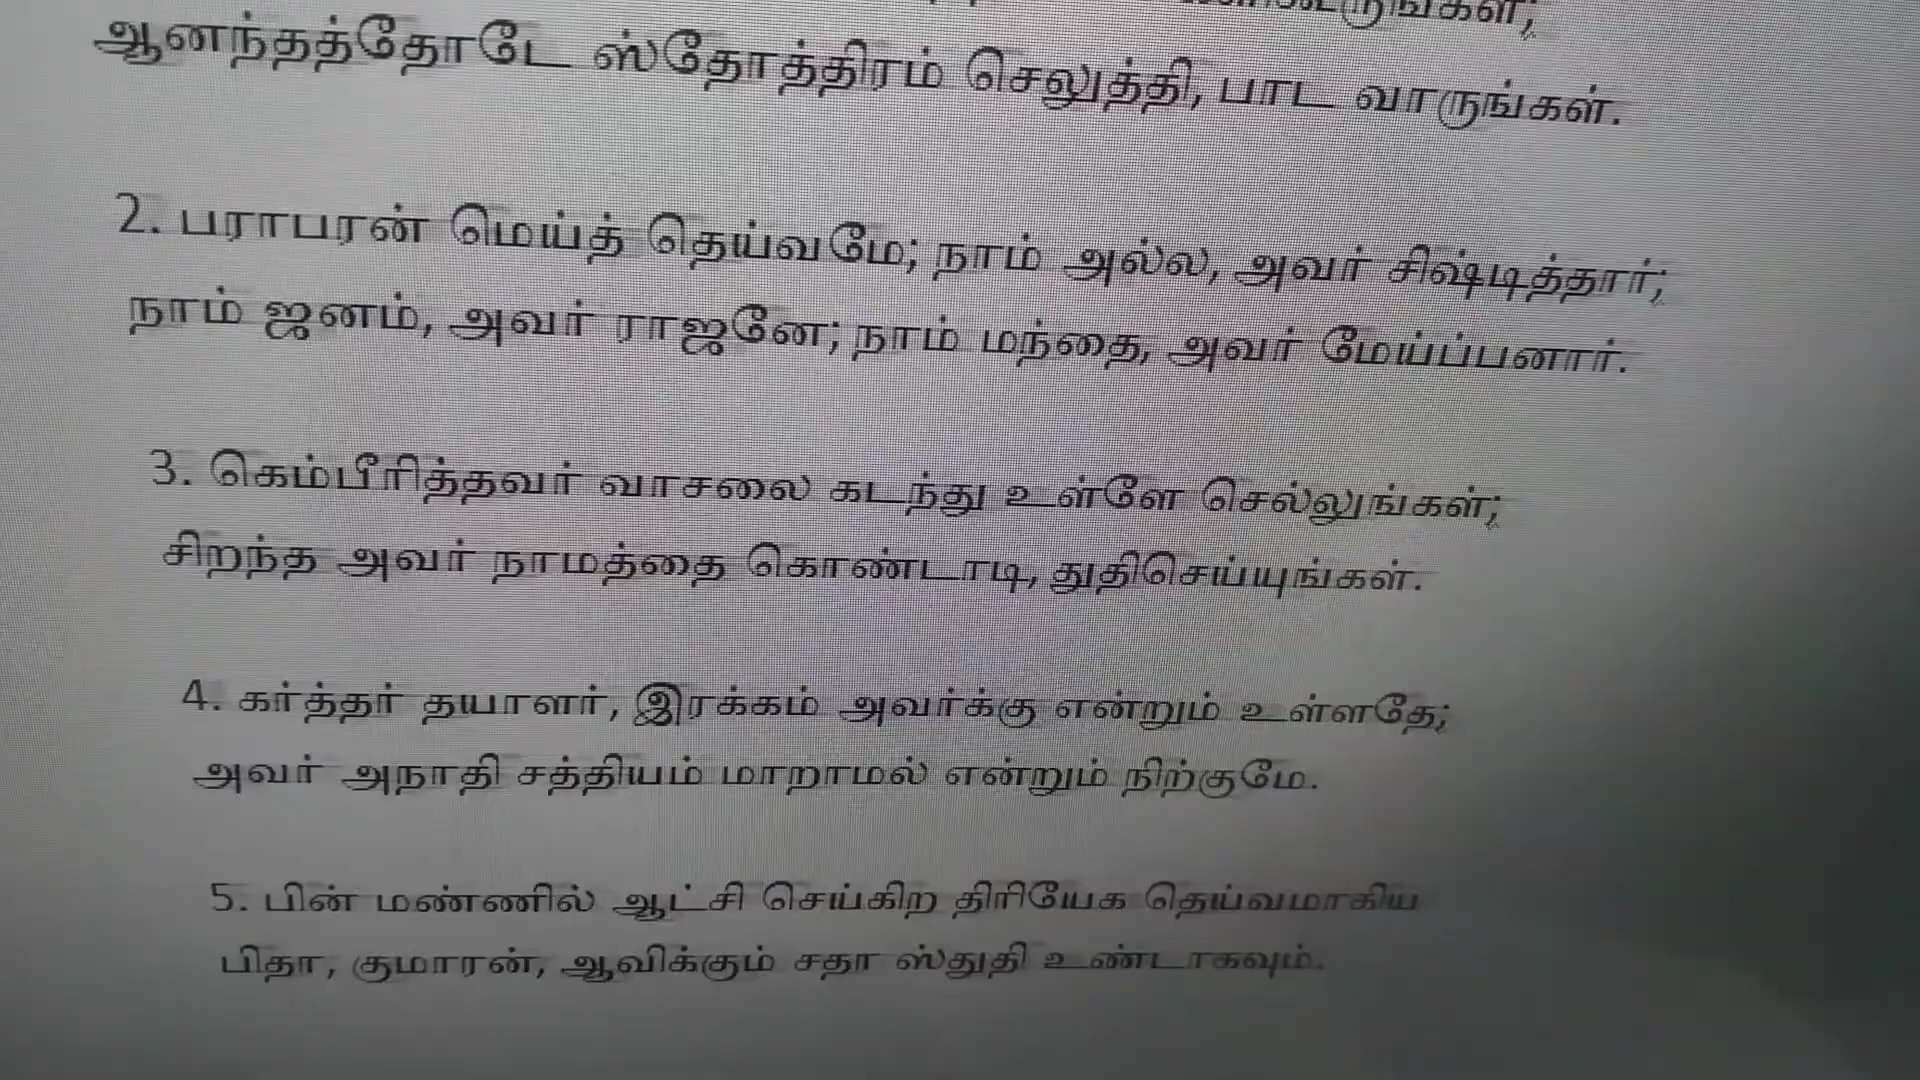 ஆனந்தத்தோடே ஸ்தோத்திரம் செலுத்தி, பாட வாருங்கள்.
2. பராபரன் மெய்த் தெய்வமே; நாம் அல்ல, அவர் சிஷ்டித்தார்;
நாம் ஜனம், அவர் ராஜனே; நாம் மந்தை, அவர் மேய்ப்பனார்.
3. கெம்பீரித்தவர் வாசலை கடந்து உள்ளே செல்லுங்கள்;
சிறந்த அவர் நாமத்தை கொண்டாடி, துதிசெய்யுங்கள்.
4. கர்த்தர் தயாளர், இரக்கம் அவர்க்கு என்றும் உள்ளதே;
அவர் அநாதி சத்தியம் மாறாமல் என்றும் நிற்குமே.
5. பின் மண்ணில் ஆட்சி செய்கிற திரியேக தெய்வமாகிய
பிதா, குமாரன், ஆவிக்கும் சதா ஸ்துதி உண்டாகவும்.